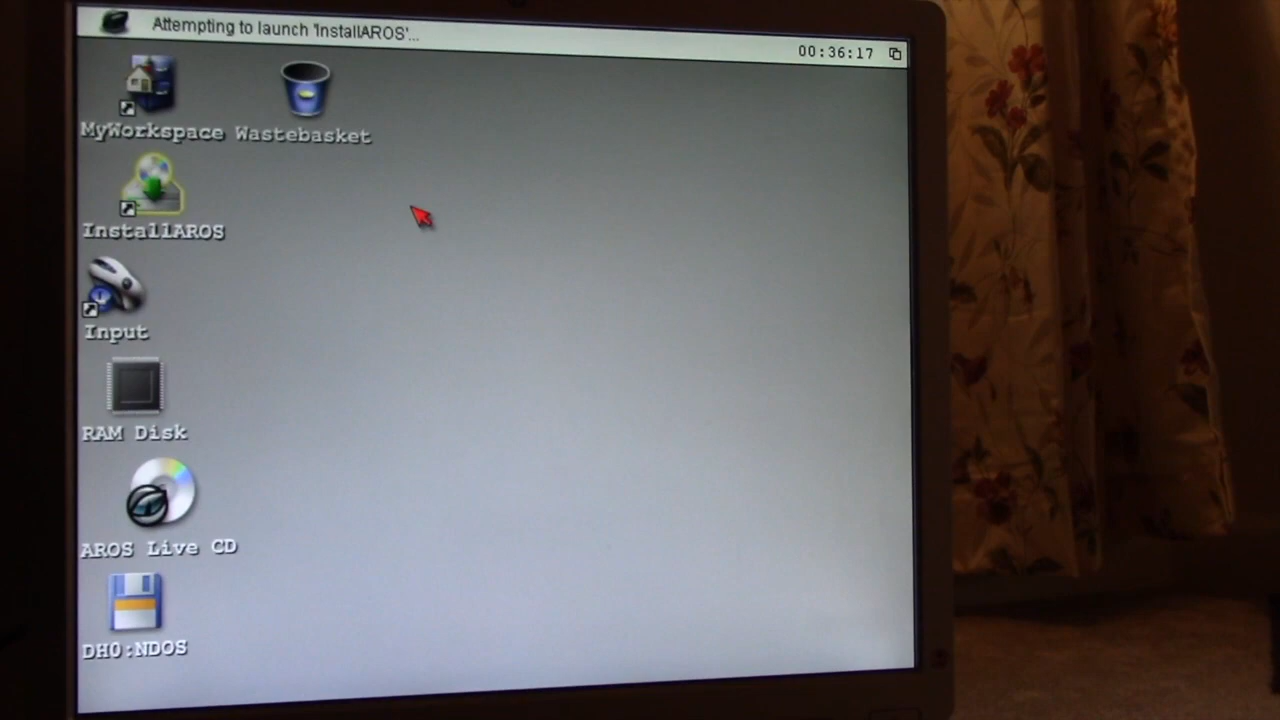 Attempting to launch 'InstallAROS'...
00:36:17
MyWorkspace Wastebasket
InstallAROS
Input
RAM Disk
AROS Live CD
DH0:NDOS